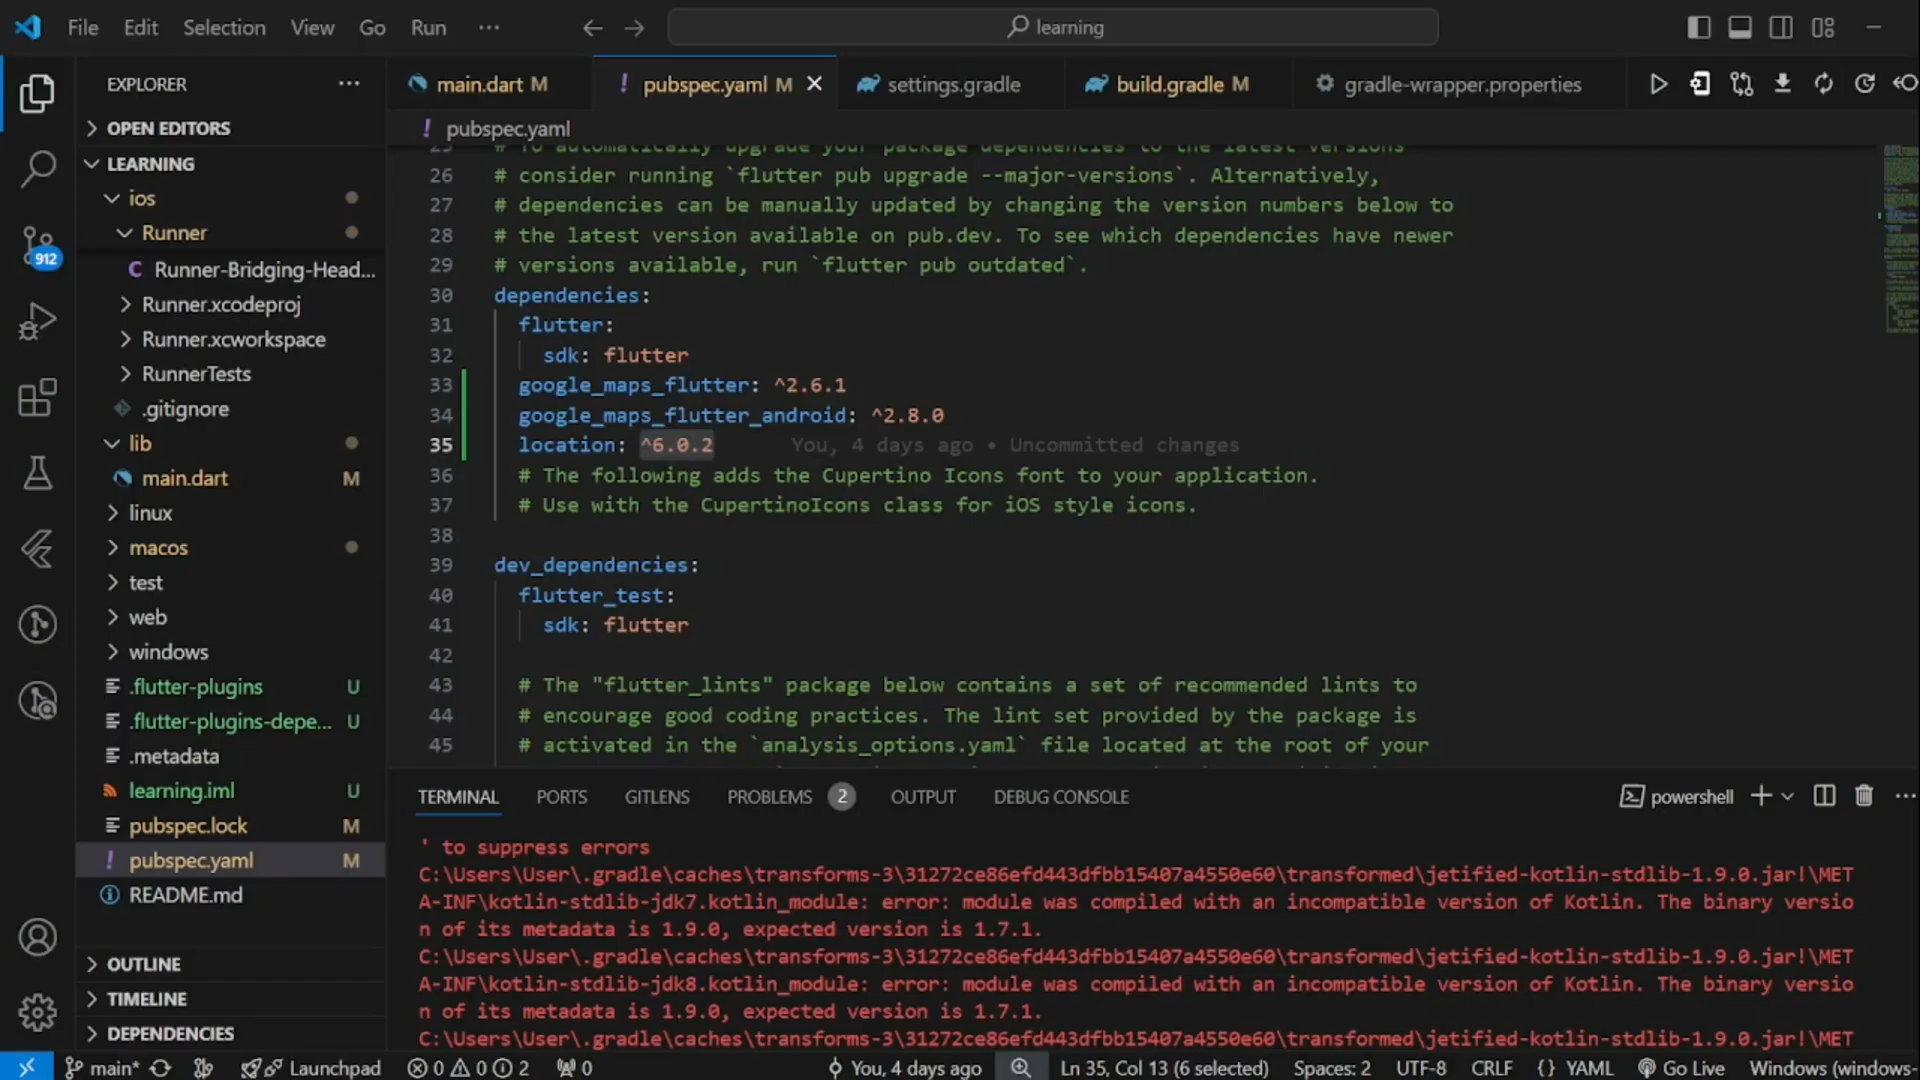 File Edit Selection View Go Run ··· learning
EXPLORER ···
OPEN EDITORS
LEARNING
ios
Runner
Runner-Bridging-Head...
Runner.xcodeproj
Runner.xcworkspace
RunnerTests
.gitignore
lib
main.dart M
linux
macos
test
web
windows
.flutter-plugins U
.flutter-plugins-depe... U
.metadata
learning.iml U
pubspec.lock M
pubspec.yaml M
README.md
OUTLINE
TIMELINE
DEPENDENCIES
912
main.dart M ! pubspec.yaml M settings.gradle build.gradle M gradle-wrapper.properties
! pubspec.yaml
25 # To automatically upgrade your package dependencies to the latest versions
26 # consider running `flutter pub upgrade --major-versions`. Alternatively,
27 # dependencies can be manually updated by changing the version numbers below to
28 # the latest version available on pub.dev. To see which dependencies have newer
29 # versions available, run `flutter pub outdated`.
30 dependencies:
31 flutter:
32 sdk: flutter
33 google_maps_flutter: ^2.6.1
34 google_maps_flutter_android: ^2.8.0
35 location: ^6.0.2 You, 4 days ago • Uncommitted changes
36 # The following adds the Cupertino Icons font to your application.
37 # Use with the CupertinoIcons class for iOS style icons.
38
39 dev_dependencies:
40 flutter_test:
41 sdk: flutter
42
43 # The "flutter_lints" package below contains a set of recommended lints to
44 # encourage good coding practices. The lint set provided by the package is
45 # activated in the `analysis_options.yaml` file located at the root of your
TERMINAL PORTS GITLENS PROBLEMS 2 OUTPUT DEBUG CONSOLE powershell
' to suppress errors
C:\Users\User\.gradle\caches\transforms-3\31272ce86efd443dfbb15407a4550e60\transformed\jetified-kotlin-stdlib-1.9.0.jar!\MET
A-INF\kotlin-stdlib-jdk7.kotlin_module: error: module was compiled with an incompatible version of Kotlin. The binary versio
n of its metadata is 1.9.0, expected version is 1.7.1.
C:\Users\User\.gradle\caches\transforms-3\31272ce86efd443dfbb15407a4550e60\transformed\jetified-kotlin-stdlib-1.9.0.jar!\MET
A-INF\kotlin-stdlib-jdk8.kotlin_module: error: module was compiled with an incompatible version of Kotlin. The binary versio
n of its metadata is 1.9.0, expected version is 1.7.1.
C:\Users\User\.gradle\caches\transforms-3\31272ce86efd443dfbb15407a4550e60\transformed\jetified-kotlin-stdlib-1.9.0.jar!\MET
main* Launchpad 0 0 2 0 You, 4 days ago Ln 35, Col 13 (6 selected) Spaces: 2 UTF-8 CRLF {} YAML Go Live Windows (windows-